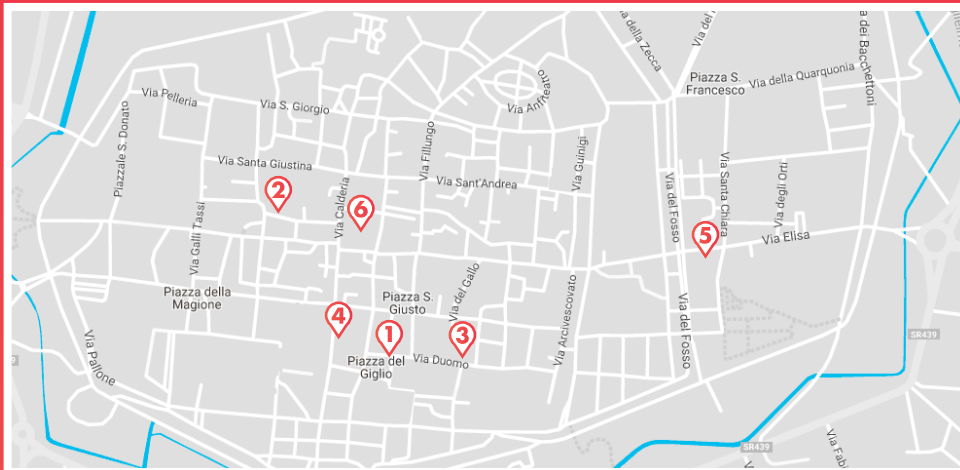 Via della Zecca
Via del F
a dei Bacchettoni
Piazza S.
Francesco
Via della Quarquonia
Via Pelleria
Via S. Giorgio
Via Anfiteatro
Piazzale S. Donato
Via Fillungo
Via Guinigi
Via Santa Giustina
Via Sant'Andrea
Via Calderia
Via Galli Tassi
Via del Fosso
Via Santa Chiara
Via degli Orti
2
6
5
Via Elisa
Piazza della
Magione
Piazza S.
Giusto
Via del Gallo
Via Arcivescovato
Via del Fosso
4
1
3
Piazza del
Giglio
Via Duomo
Via Pallone
SR439
SR439
Via Fab